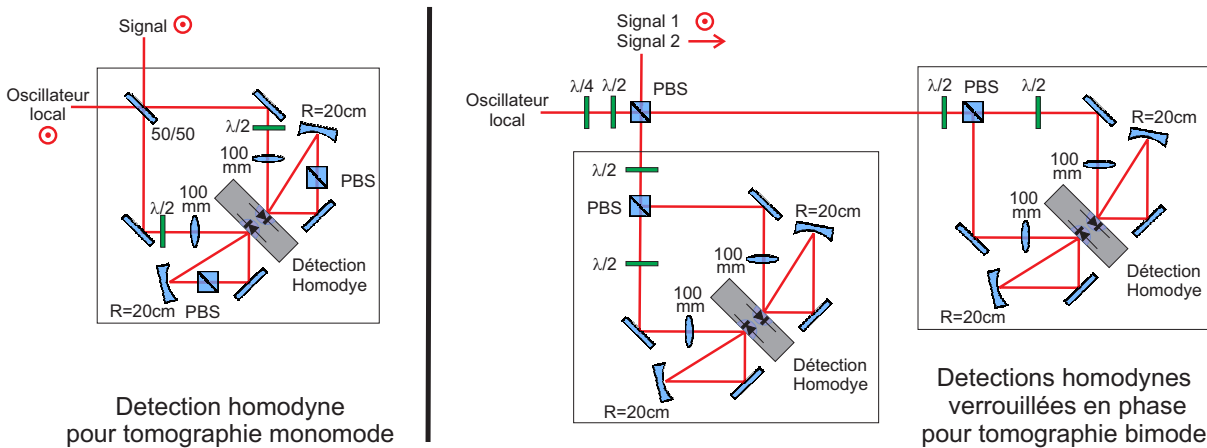 Signal
Oscillateur
local
50/50
λ/2
R=20cm
100
mm
PBS
λ/2
100
mm
R=20cm
PBS
Détection
Homodye
Detection homodyne
pour tomographie monomode
Signal 1
Signal 2
Oscillateur
local
λ/4
λ/2
PBS
λ/2
PBS
λ/2
R=20cm
100
mm
100
mm
R=20cm
Détection
Homodye
λ/2
PBS
λ/2
R=20cm
100
mm
100
mm
R=20cm
Détection
Homodye
Detections homodynes
verrouillées en phase
pour tomographie bimode